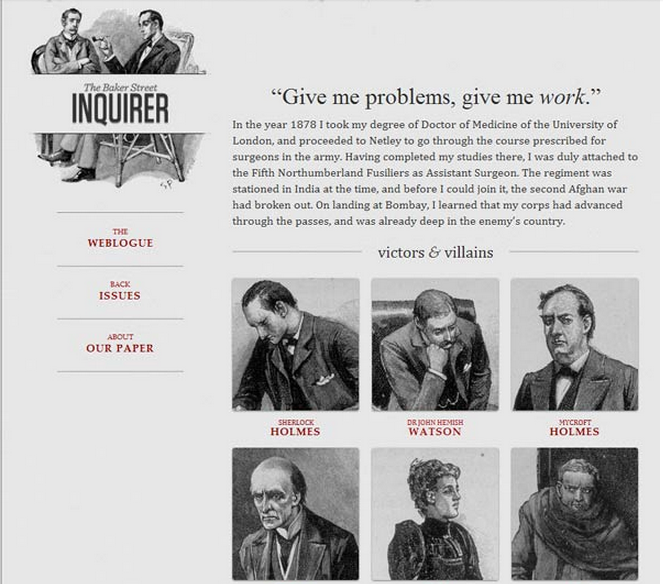 The Baker Street
INQUIRER
THE
WEBLOGUE
BACK
ISSUES
ABOUT
OUR PAPER
“Give me problems, give me work.”
In the year 1878 I took my degree of Doctor of Medicine of the University of
London, and proceeded to Netley to go through the course prescribed for
surgeons in the army. Having completed my studies there, I was duly attached to
the Fifth Northumberland Fusiliers as Assistant Surgeon. The regiment was
stationed in India at the time, and before I could join it, the second Afghan war
had broken out. On landing at Bombay, I learned that my corps had advanced
through the passes, and was already deep in the enemy’s country.
victors & villains
SHERLOCK
HOLMES
DR JOHN HEMISH
WATSON
MYCROFT
HOLMES